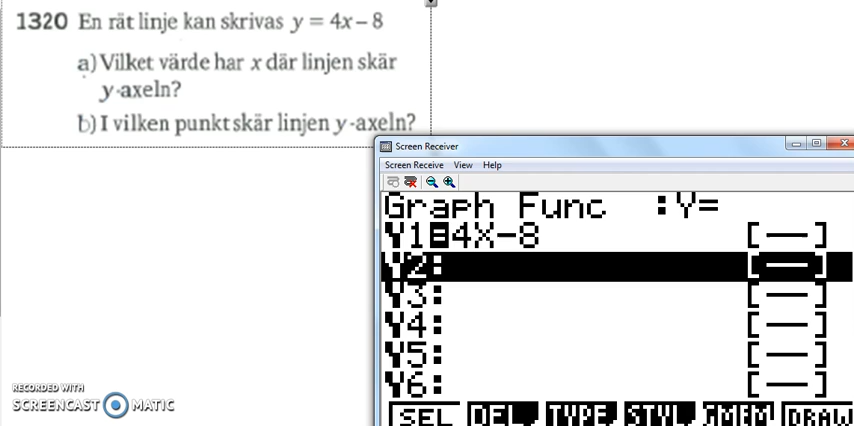 1320 En rät linje kan skrivas y = 4x – 8
a) Vilket värde har x där linjen skär
y-axeln?
b) I vilken punkt skär linjen y-axeln?
Screen Receiver
Screen Receive View Help
Graph Func :Y=
Y1=4X−8 [—]
Y2: [—]
Y3: [—]
Y4: [—]
Y5: [—]
Y6: [—]
SEL DEL TYPE STYL GMEM DRAW
RECORDED WITH
SCREENCAST MATIC